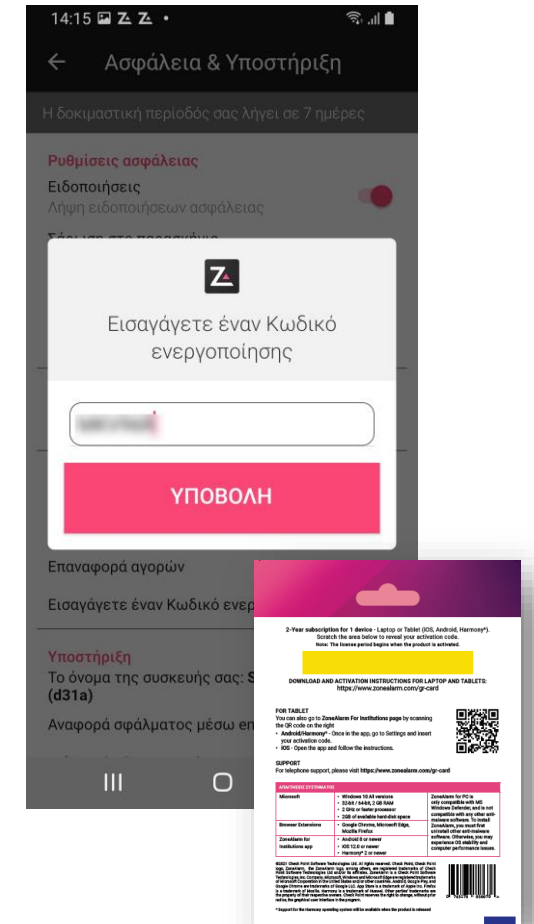 14:15
Ασφάλεια & Υποστήριξη
Η δοκιμαστική περίοδός σας λήγει σε 7 ημέρες
Ρυθμίσεις ασφάλειας
Ειδοποιήσεις
Λήψη ειδοποιήσεων ασφάλειας
Σάρωση στο παρασκήνιο
Εισαγάγετε έναν Κωδικό
ενεργοποίησης
ΥΠΟΒΟΛΗ
Επαναφορά αγορών
Εισαγάγετε έναν Κωδικό ενερ
Υποστήριξη
Το όνομα της συσκευής σας: S
(d31a)
Αναφορά σφάλματος μέσω em
2-Year subscription for 1 device - Laptop or Tablet (iOS, Android, Harmony*).
Scratch the area below to reveal your activation code.
Note: The license period begins when the product is activated.
DOWNLOAD AND ACTIVATION INSTRUCTIONS FOR LAPTOP AND TABLETS:
https://www.zonealarm.com/gr-card
FOR TABLET
You can also go to ZoneAlarm For Institutions page by scanning
the QR code on the right
• Android/Harmony* - Once in the app, go to Settings and insert
your activation code.
• iOS - Open the app and follow the instructions.
SUPPORT
For telephone support, please visit https://www.zonealarm.com/gr-card
ΑΠΑΙΤΗΣΕΙΣ ΣΥΣΤΗΜΑΤΟΣ
Microsoft
• Windows 10 All versions
• 32-bit / 64-bit, 2 GB RAM
• 2 GHz or faster processor
• 2GB of available hard-disk space
Browser Extensions
• Google Chrome, Microsoft Edge,
Mozilla Firefox
ZoneAlarm for
Institutions app
• Android 8 or newer
• iOS 12.0 or newer
• Harmony* 2 or newer
ZoneAlarm for PC is
only compatible with MS
Windows Defender, and is not
compatible with any other anti-
malware software. To install
ZoneAlarm, you must first
uninstall other anti-malware
software. Otherwise, you may
experience OS stability and
computer performance issues.
* Support for the Harmony operating system will be available when the product is released